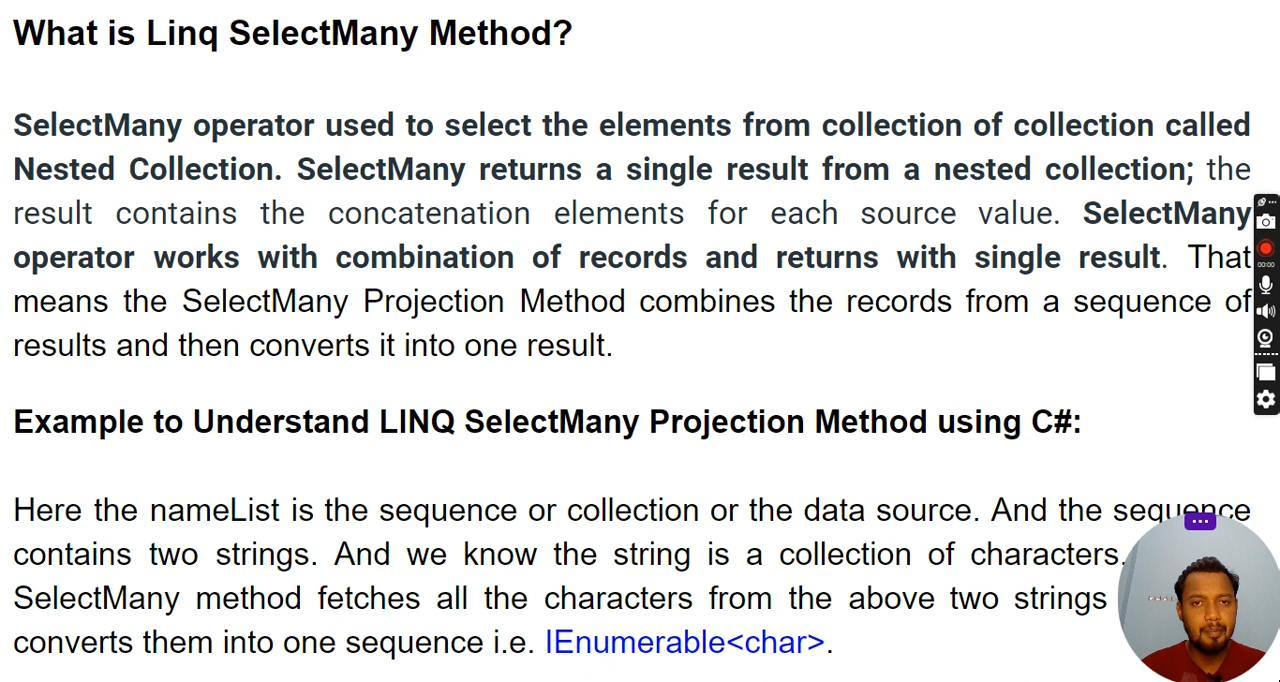 What is Linq SelectMany Method?
SelectMany operator used to select the elements from collection of collection called
Nested Collection. SelectMany returns a single result from a nested collection; the
result contains the concatenation elements for each source value. SelectMany
operator works with combination of records and returns with single result. That
means the SelectMany Projection Method combines the records from a sequence of
results and then converts it into one result.
Example to Understand LINQ SelectMany Projection Method using C#:
Here the nameList is the sequence or collection or the data source. And the sequence
contains two strings. And we know the string is a collection of characters.
SelectMany method fetches all the characters from the above two strings
converts them into one sequence i.e. IEnumerable<char>.
00:00